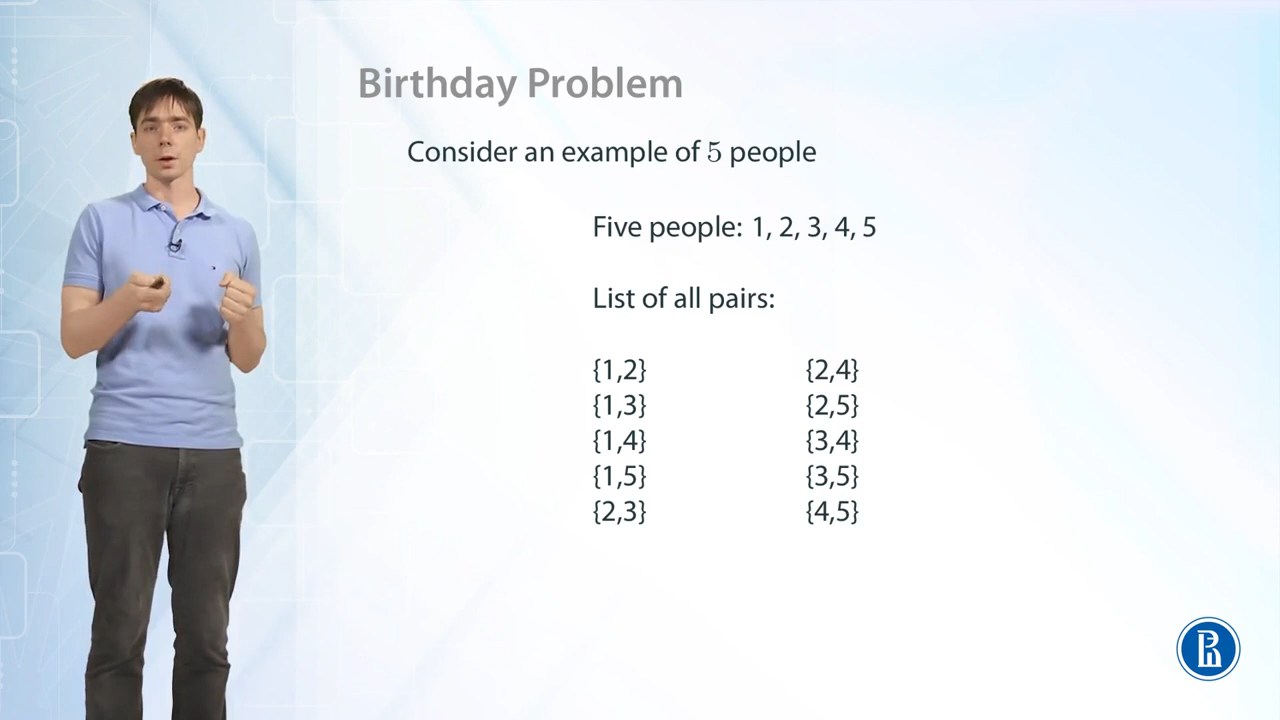 Birthday Problem
Consider an example of 5 people
Five people: 1, 2, 3, 4, 5
List of all pairs:
{1,2}
{1,3}
{1,4}
{1,5}
{2,3}
{2,4}
{2,5}
{3,4}
{3,5}
{4,5}